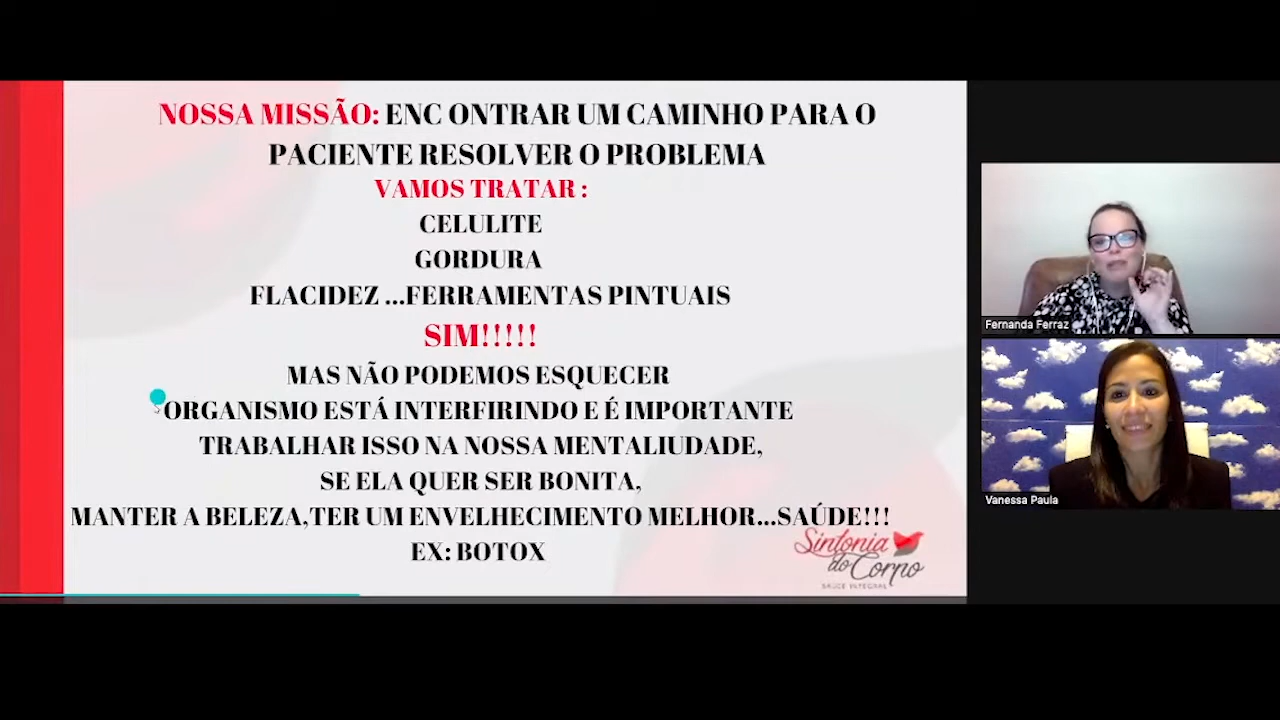 NOSSA MISSÃO: ENC ONTRAR UM CAMINHO PARA O
PACIENTE RESOLVER O PROBLEMA
VAMOS TRATAR :
CELULITE
GORDURA
FLACIDEZ ...FERRAMENTAS PINTUAIS
SIM!!!!!
MAS NÃO PODEMOS ESQUECER
ORGANISMO ESTÁ INTERFIRINDO E É IMPORTANTE
TRABALHAR ISSO NA NOSSA MENTALIUDADE,
SE ELA QUER SER BONITA,
MANTER A BELEZA,TER UM ENVELHECIMENTO MELHOR...SAÚDE!!!
EX: BOTOX
Sintonia
do Corpo
SAÚDE INTEGRAL
Fernanda Ferraz
Vanessa Paula